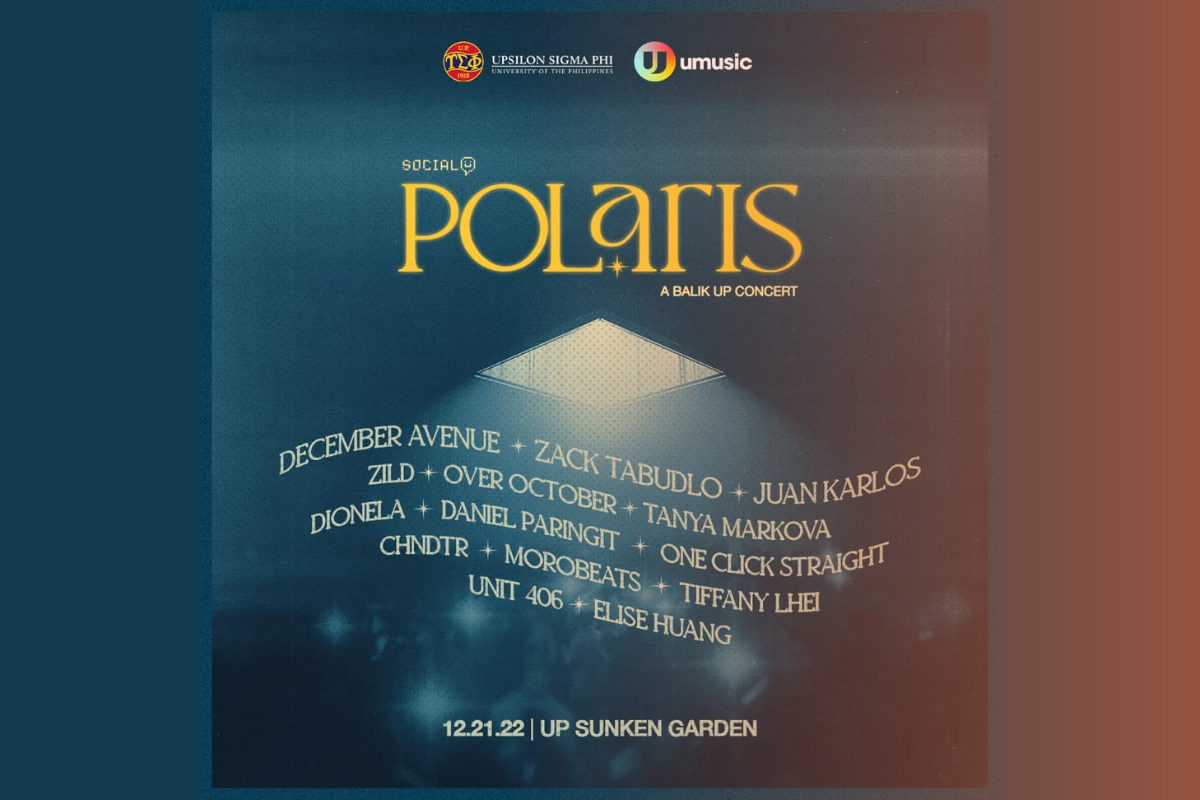 U.P.
ΥΣΦ
1918
UPSILON SIGMA PHI
UNIVERSITY OF THE PHILIPPINES
umusic
SOCIAL U
POLARIS
A BALIK UP CONCERT
DECEMBER AVENUE ✦ ZACK TABUDLO ✦ JUAN KARLOS
ZILD ✦ OVER OCTOBER ✦ TANYA MARKOVA
DIONELA ✦ DANIEL PARINGIT ✦ ONE CLICK STRAIGHT
CHNDTR ✦ MOROBEATS ✦ TIFFANY LHEI
UNIT 406 ✦ ELISE HUANG
12.21.22 | UP SUNKEN GARDEN